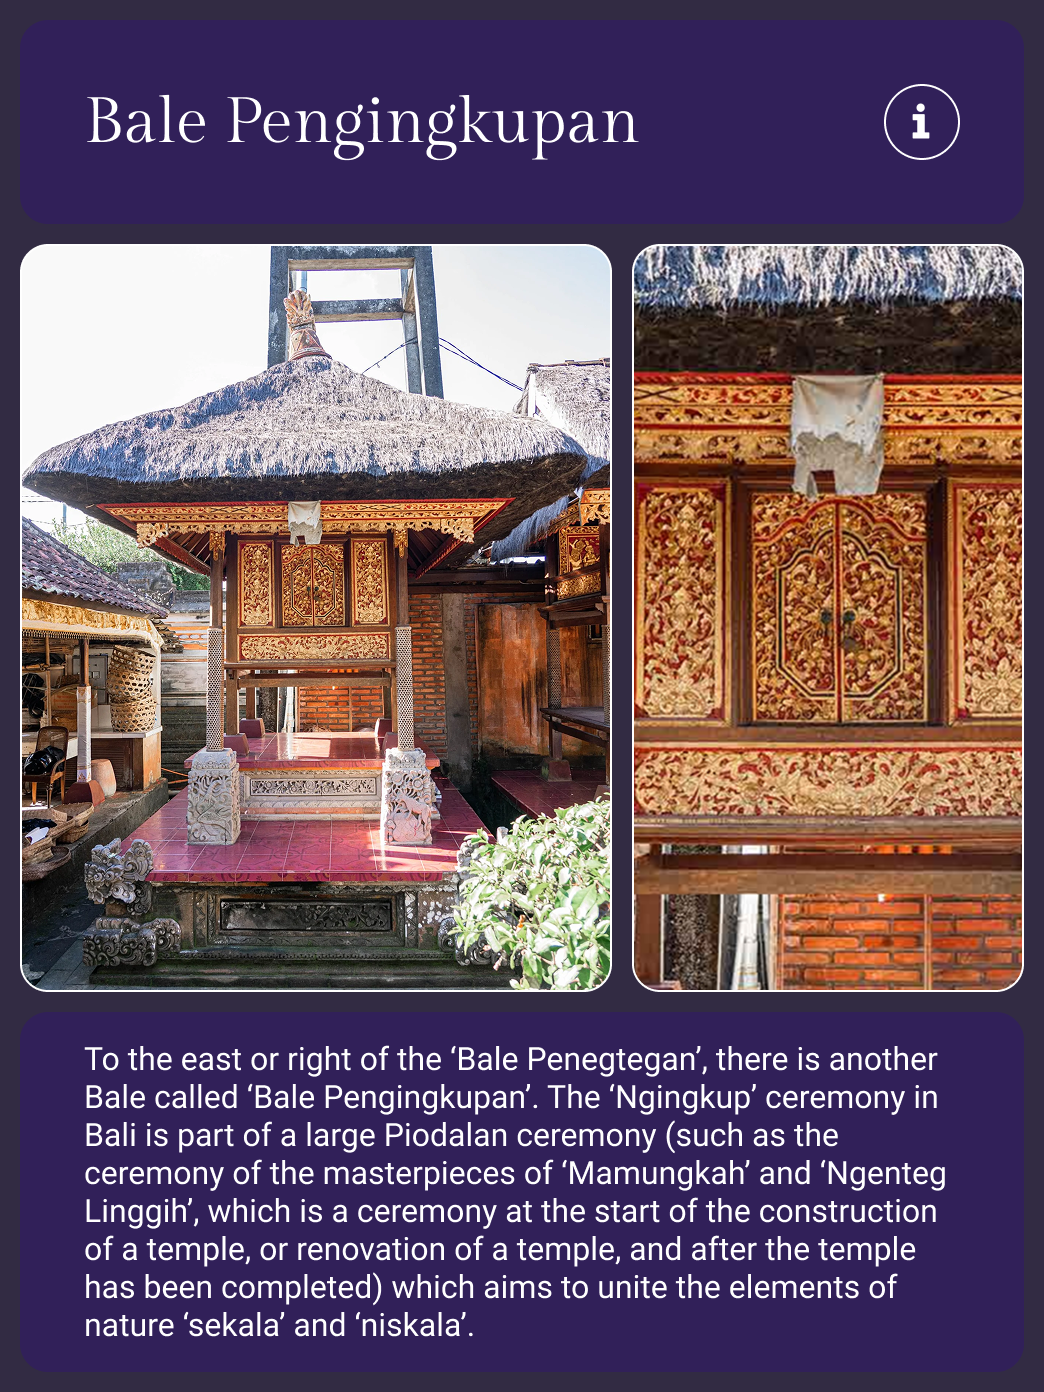 Bale Pengingkupan
To the east or right of the ‘Bale Penegtegan’, there is another
Bale called ‘Bale Pengingkupan’. The ‘Ngingkup’ ceremony in
Bali is part of a large Piodalan ceremony (such as the
ceremony of the masterpieces of ‘Mamungkah’ and ‘Ngenteg
Linggih’, which is a ceremony at the start of the construction
of a temple, or renovation of a temple, and after the temple
has been completed) which aims to unite the elements of
nature ‘sekala’ and ‘niskala’.